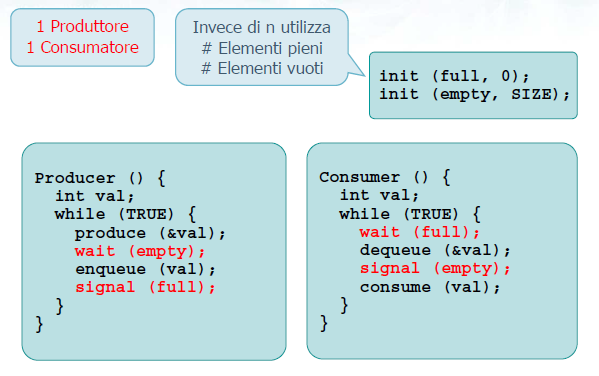 1 Produttore
1 Consumatore
Invece di n utilizza
# Elementi pieni
# Elementi vuoti
init (full, 0);
init (empty, SIZE);
Producer () {
int val;
while (TRUE) {
produce (&val);
wait (empty);
enqueue (val);
signal (full);
}
}
Consumer () {
int val;
while (TRUE) {
wait (full);
dequeue (&val);
signal (empty);
consume (val);
}
}